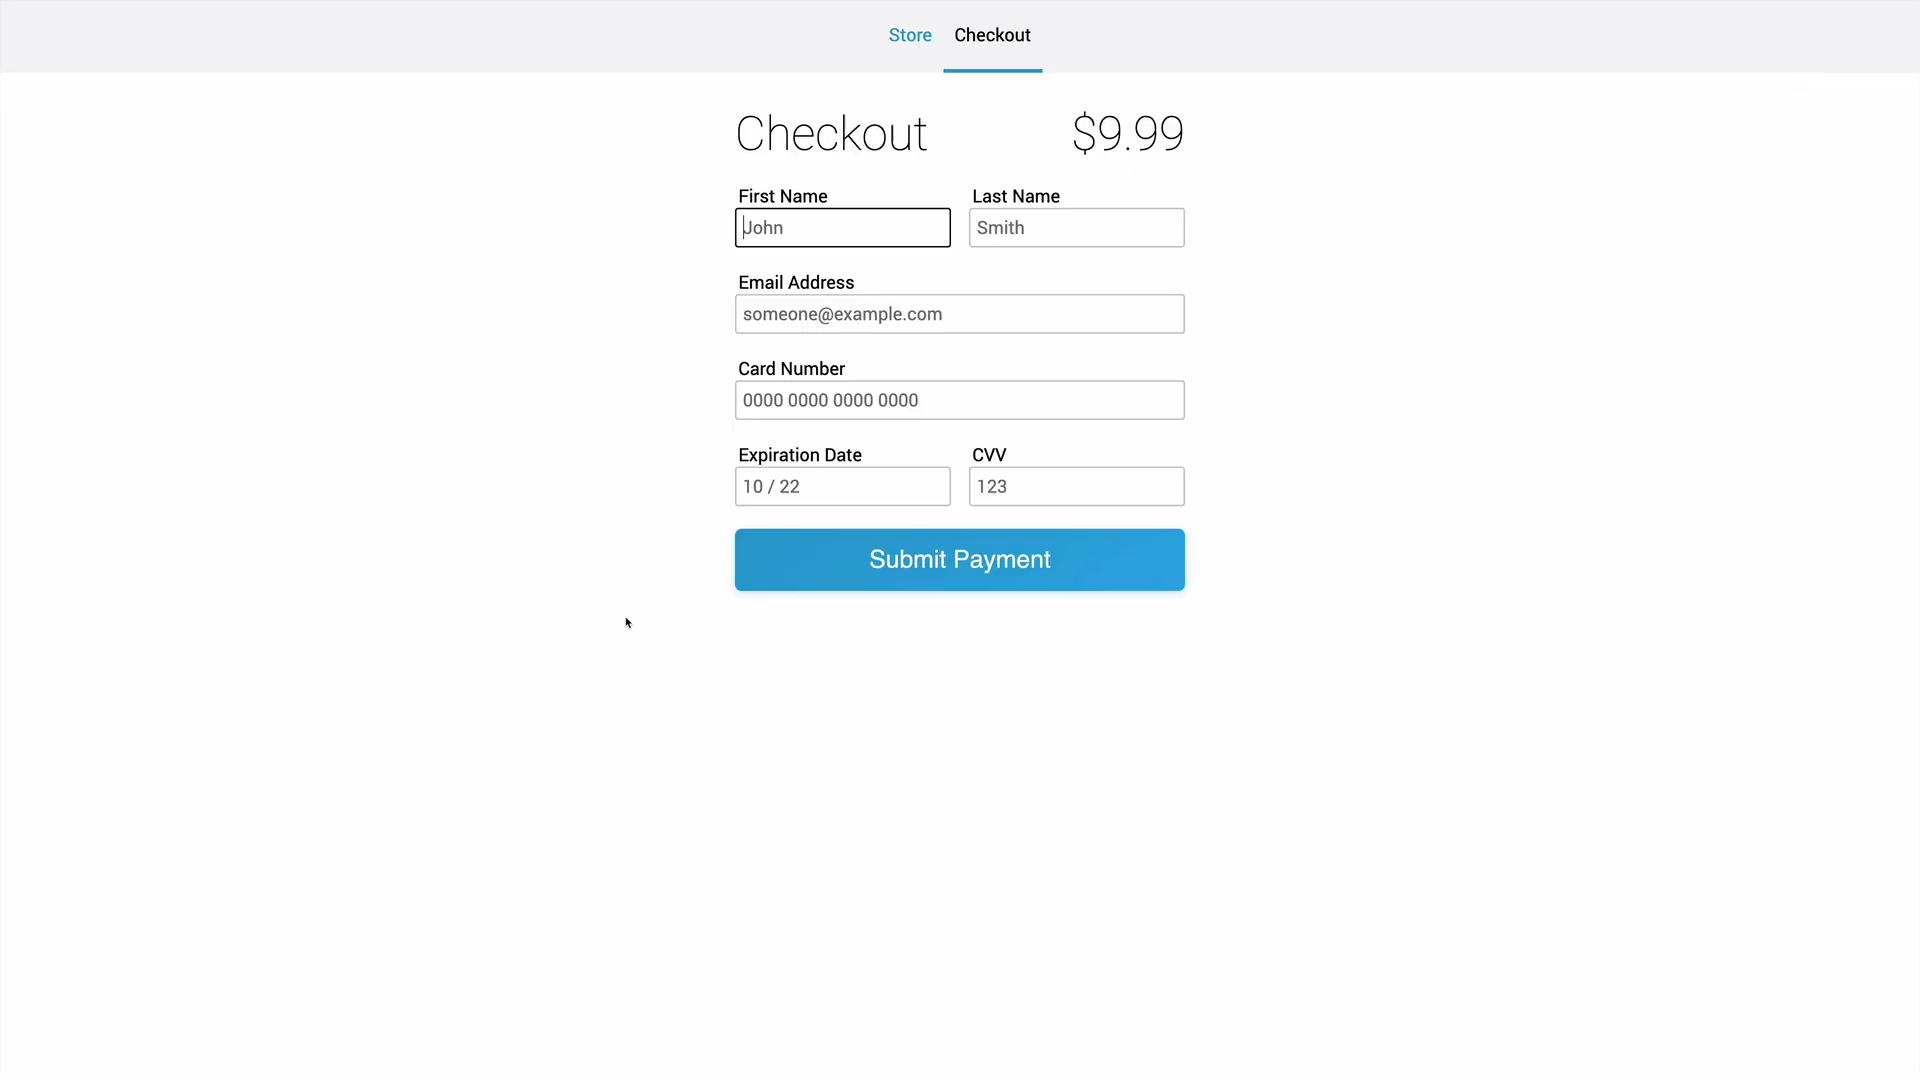 Store Checkout
Checkout $9.99
First Name Last Name
John Smith
Email Address
someone@example.com
Card Number
0000 0000 0000 0000
Expiration Date CVV
10 / 22 123
Submit Payment